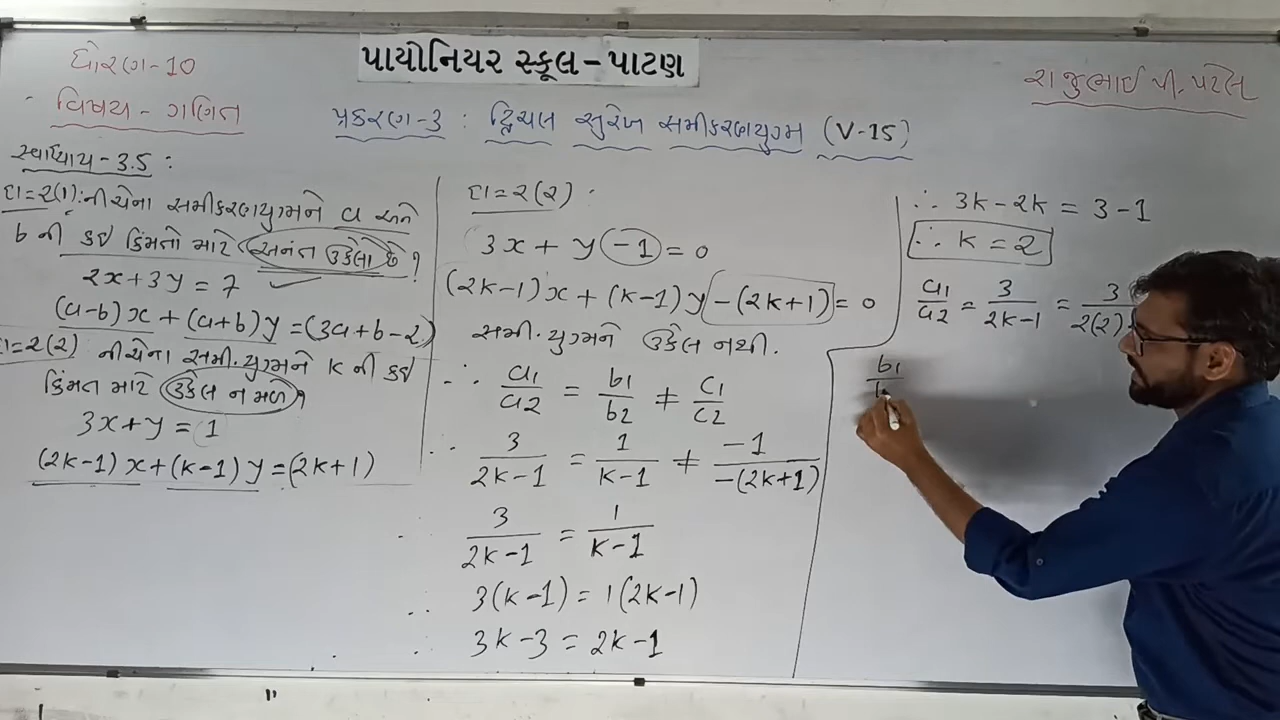 પાયોનિયર સ્કૂલ - પાટણ
ધોરણ-10
વિષય - ગણિત
રાજુભાઈ પી. પટેલ
પ્રકરણ-3 : દ્વિચલ સુરેખ સમીકરણયુગ્મ (V-15)
સ્વાધ્યાય - 3.5 :
દા=2(1): નીચેના સમીકરણયુગ્મને a અને
b ની કઈ કિંમતો માટે અનંત ઉકેલો છે?
2x+3y = 7
(a-b)x + (a+b)y = (3a+b-2)
દા=2(2) નીચેના સમી. યુગ્મને k ની કઈ
કિંમત માટે ઉકેલ ન મળે?
3x+y = 1
(2k-1)x+(k-1)y=(2k+1)
દા=2(2) :
3x + y -1 = 0
(2k-1)x + (k-1)y -(2k+1) = 0
સમી. યુગ્મને ઉકેલ નથી.
∴ a1/a2 = b1/b2 ≠ c1/c2
∴ 3/2k-1 = 1/k-1 ≠ -1/-(2k+1)
3/2k-1 = 1/k-1
∴ 3(k-1) = 1(2k-1)
3k-3 = 2k-1
∴ 3k-2k = 3-1
∴ k = 2
a1/a2 = 3/2k-1 = 3/2(2)
b1